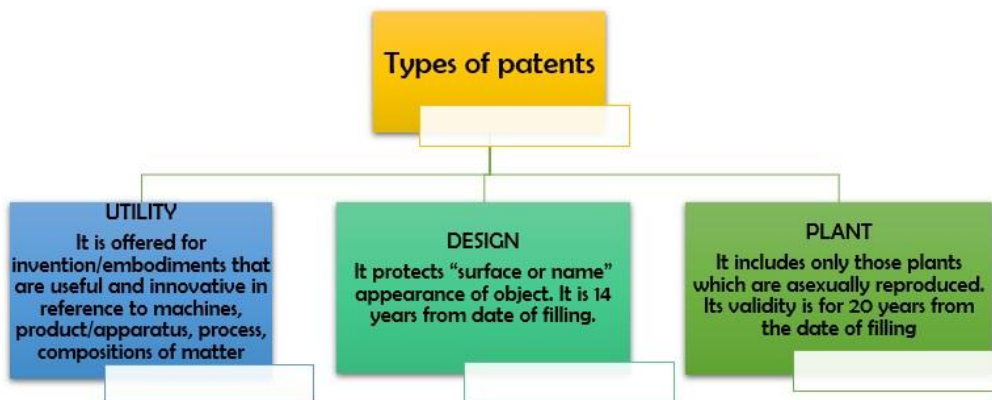 Types of patents
UTILITY
It is offered for
invention/embodiments that
are useful and innovative in
reference to machines,
product/apparatus, process,
compositions of matter
DESIGN
It protects “surface or name”
appearance of object. It is 14
years from date of filling.
PLANT
It includes only those plants
which are asexually reproduced.
Its validity is for 20 years from
the date of filling